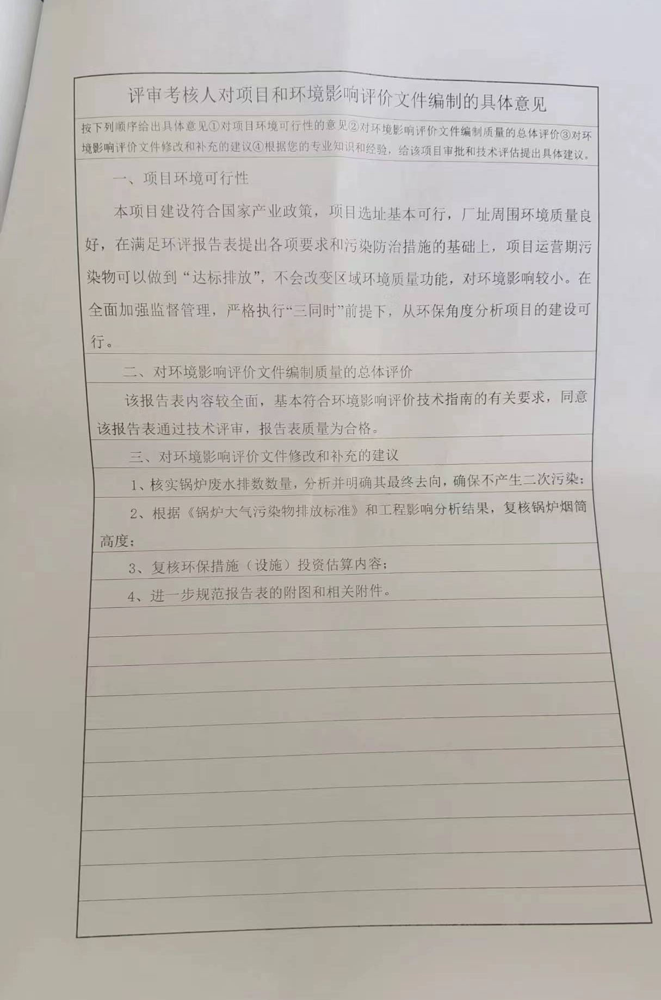 评审考核人对项目和环境影响评价文件编制的具体意见
按下列顺序给出具体意见①对项目环境可行性的意见②对环境影响评价文件编制质量的总体评价③对环
境影响评价文件修改和补充的建议④根据您的专业知识和经验，给该项目审批和技术评估提出具体建议。
一、项目环境可行性
本项目建设符合国家产业政策，项目选址基本可行，厂址周围环境质量良
好，在满足环评报告表提出各项要求和污染防治措施的基础上，项目运营期污
染物可以做到“达标排放”，不会改变区域环境质量功能，对环境影响较小。在
全面加强监督管理，严格执行“三同时”前提下，从环保角度分析项目的建设可
行。
二、对环境影响评价文件编制质量的总体评价
该报告表内容较全面，基本符合环境影响评价技术指南的有关要求，同意
该报告表通过技术评审，报告表质量为合格。
三、对环境影响评价文件修改和补充的建议
1、核实锅炉废水排数数量，分析并明确其最终去向，确保不产生二次污染；
2、根据《锅炉大气污染物排放标准》和工程影响分析结果，复核锅炉烟筒
高度；
3、复核环保措施（设施）投资估算内容；
4、进一步规范报告表的附图和相关附件。